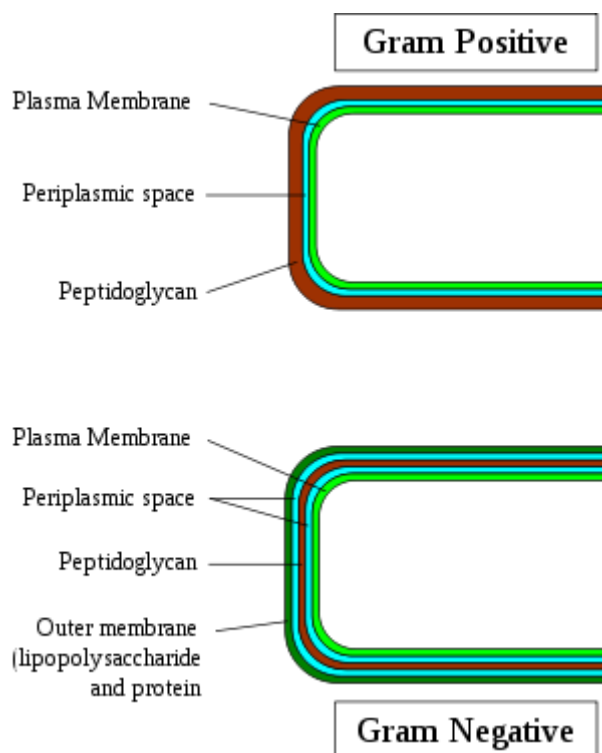 Gram Positive
Plasma Membrane
Periplasmic space
Peptidoglycan
Plasma Membrane
Periplasmic space
Peptidoglycan
Outer membrane
(lipopolysaccharide
and protein
Gram Negative